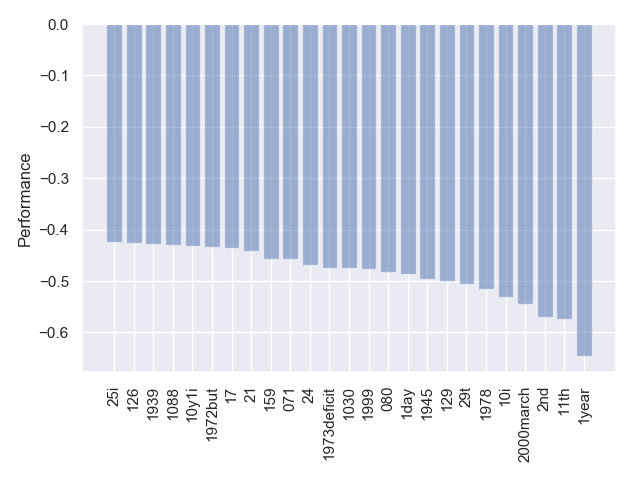 0.0
−0.1
−0.2
−0.3
−0.4
−0.5
−0.6
Performance
25i
126
1939
1088
10y1i
1972but
17
21
159
071
24
1973deficit
1030
1999
080
1day
1945
129
29t
1978
10i
2000march
2nd
11th
1year